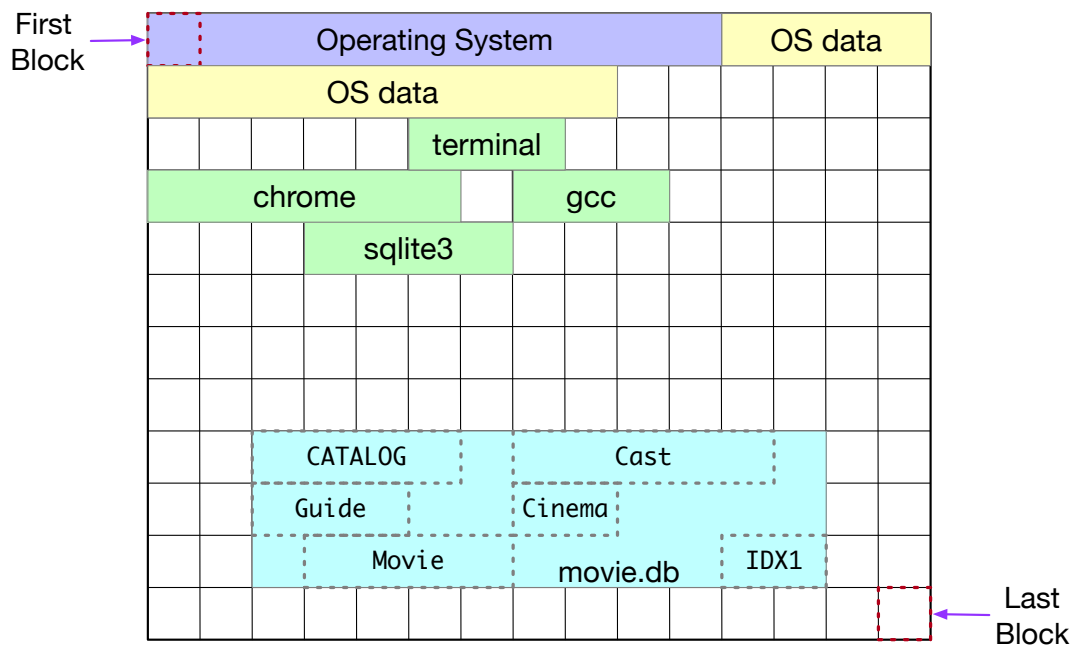 First
Block
Operating System
OS data
OS data
terminal
chrome
gcc
sqlite3
CATALOG
Cast
Guide
Cinema
Movie
movie.db
IDX1
Last
Block